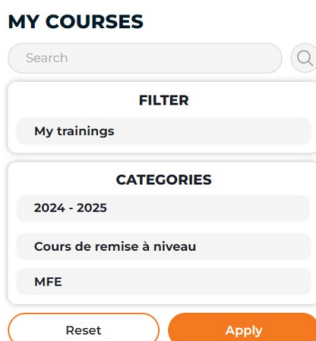 MY COURSES
Search
FILTER
My trainings
CATEGORIES
2024 - 2025
Cours de remise à niveau
MFE
Reset Apply